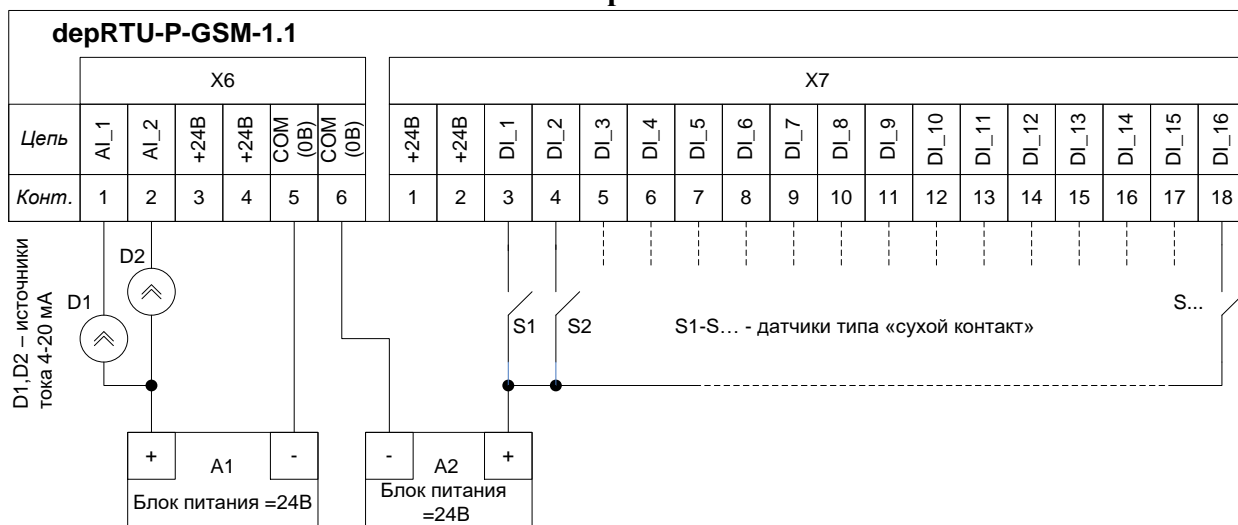 depRTU-P-GSM-1.1
X6
X7
Цепь
AI_1
AI_2
+24В
+24В
COM
(0В)
COM
(0В)
+24В
+24В
DI_1
DI_2
DI_3
DI_4
DI_5
DI_6
DI_7
DI_8
DI_9
DI_10
DI_11
DI_12
DI_13
DI_14
DI_15
DI_16
Конт.
1
2
3
4
5
6
1
2
3
4
5
6
7
8
9
10
11
12
13
14
15
16
17
18
D1,D2 – источники
тока 4-20 мА
D1
D2
S1
S2
S1-S… - датчики типа «сухой контакт»
S...
+
A1
-
Блок питания =24В
-
A2
+
Блок питания
=24В